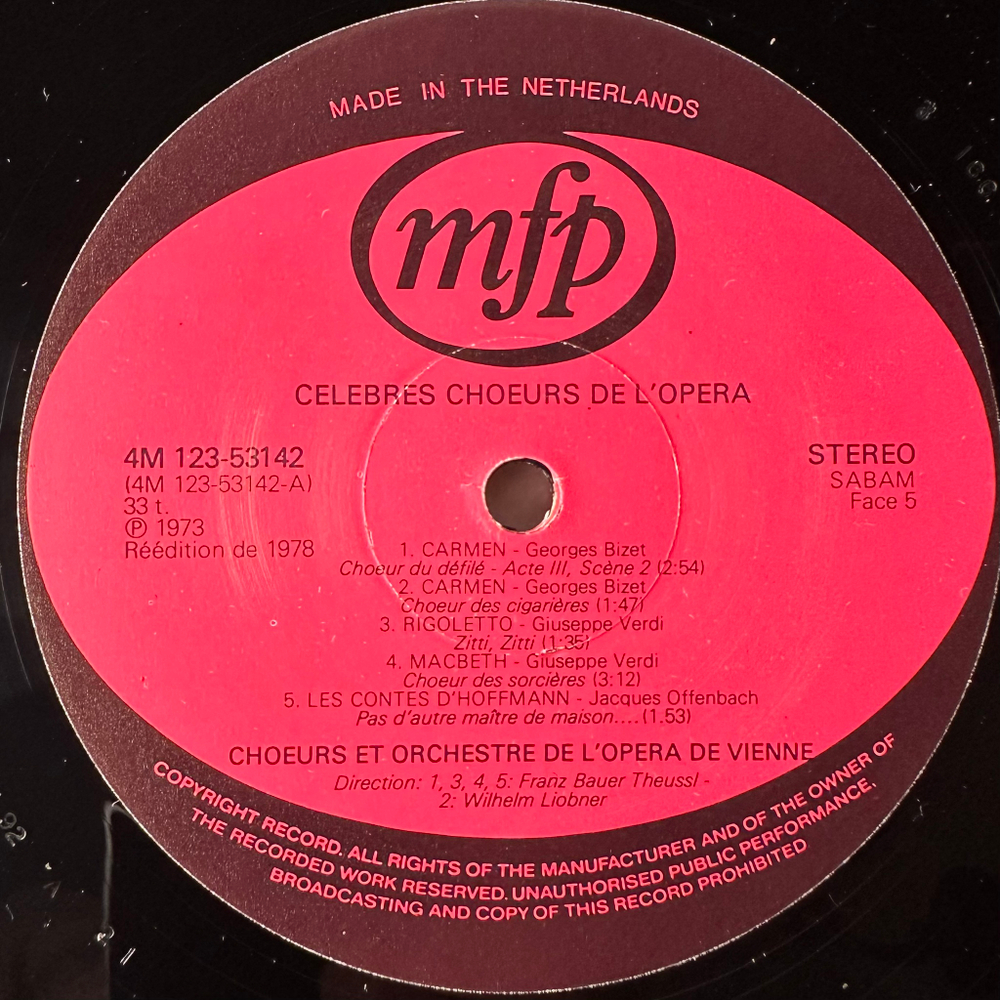 MADE IN THE NETHERLANDS
mfp
CELEBRES CHOEURS DE L'OPERA
4M 123-53142
(4M 123-53142-A)
33 t.
℗ 1973
Réédition de 1978
STEREO
SABAM
Face 5
1. CARMEN - Georges Bizet
Choeur du défilé - Acte III, Scène 2 (2:54)
2. CARMEN - Georges Bizet
Choeur des cigarières (1:47)
3. RIGOLETTO - Giuseppe Verdi
Zitti, Zitti (1:35)
4. MACBETH - Giuseppe Verdi
Choeur des sorcières (3:12)
5. LES CONTES D'HOFFMANN - Jacques Offenbach
Pas d'autre maître de maison....(1.53)
CHOEURS ET ORCHESTRE DE L'OPERA DE VIENNE
Direction: 1, 3, 4, 5: Franz Bauer Theussl -
2: Wilhelm Liobner
COPYRIGHT RECORD. ALL RIGHTS OF THE MANUFACTURER AND OF THE OWNER OF
THE RECORDED WORK RESERVED. UNAUTHORISED PUBLIC PERFORMANCE,
BROADCASTING AND COPY OF THIS RECORD PROHIBITED